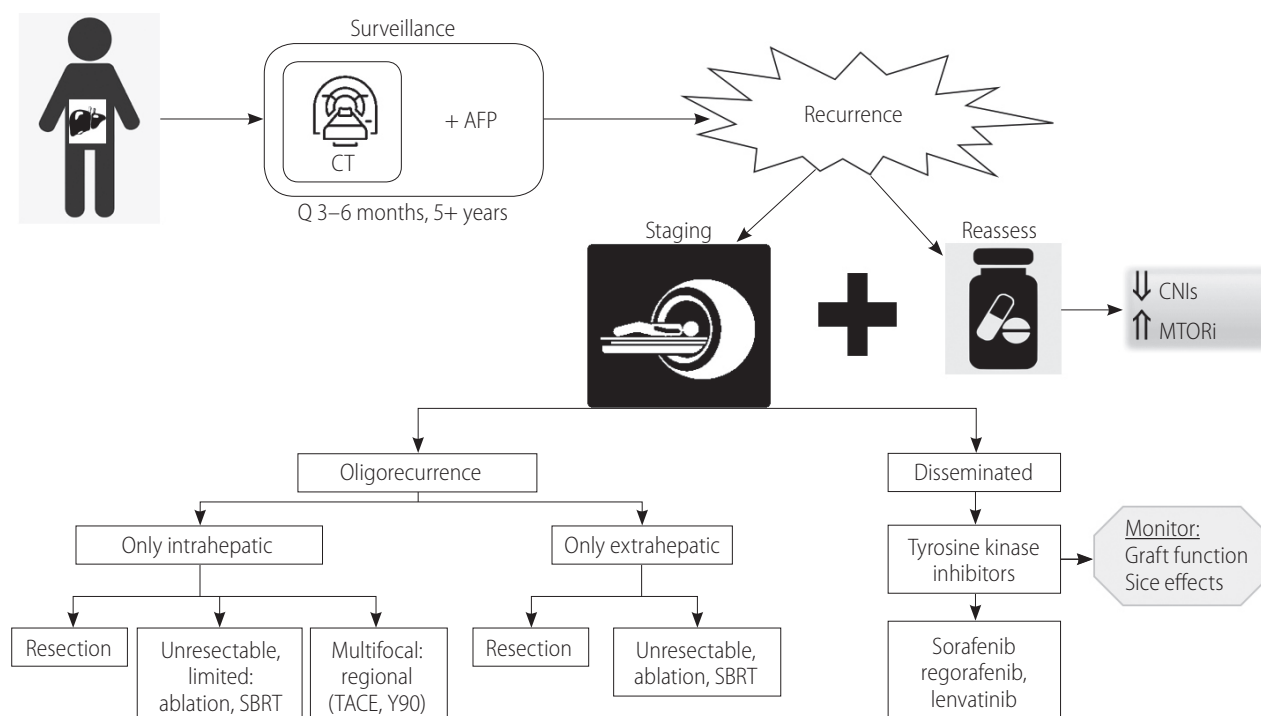 Surveillance
CT
+ AFP
Q 3–6 months, 5+ years
Recurrence
Staging
Reassess
⇓ CNIs
⇑ MTORi
Oligorecurrence
Disseminated
Only intrahepatic
Only extrahepatic
Tyrosine kinase
inhibitors
Monitor:
Graft function
Sice effects
Resection
Unresectable,
limited:
ablation, SBRT
Multifocal:
regional
(TACE, Y90)
Resection
Unresectable,
ablation, SBRT
Sorafenib
regorafenib,
lenvatinib